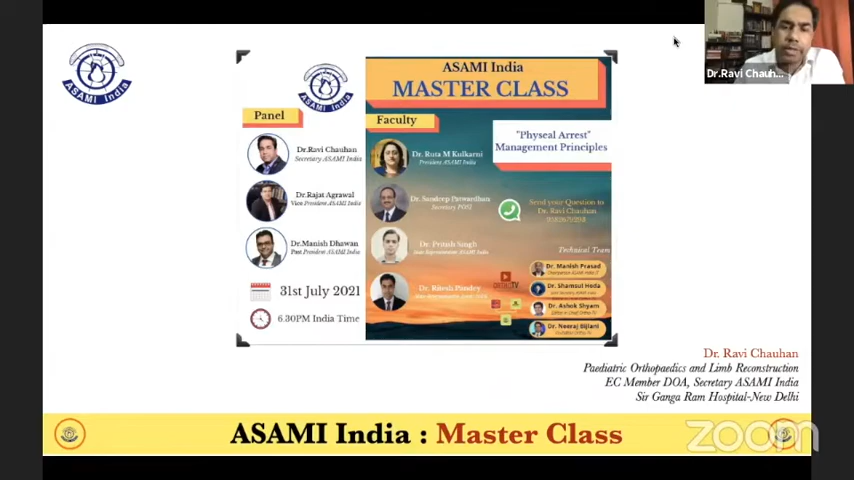 Dr.Ravi Chauh...
ASAMI INDIA
ASAMI INDIA
ASAMI India
MASTER CLASS
Panel
Dr.Ravi Chauhan
Secretary ASAMI India
Dr.Rajat Agrawal
Vice President ASAMI India
Dr.Manish Dhawan
Past President ASAMI India
31st July 2021
6.30PM India Time
Faculty
Dr. Ruta M Kulkarni
President ASAMI India
Dr. Sandeep Patwardhan
Secretary POSI
Dr. Pritish Singh
Dr. Ritesh Pandey
"Physeal Arrest"
Management Principles
Send your Question to
Dr. Ravi Chauhan
Technical Team
Dr. Manish Prasad
Dr. Shamsul Hoda
Dr. Ashok Shyam
Dr. Neeraj Bijlani
ORTHOTV
Dr. Ravi Chauhan
Paediatric Orthopaedics and Limb Reconstruction
EC Member DOA, Secretary ASAMI India
Sir Ganga Ram Hospital-New Delhi
ASAMI India : Master Class
zoom